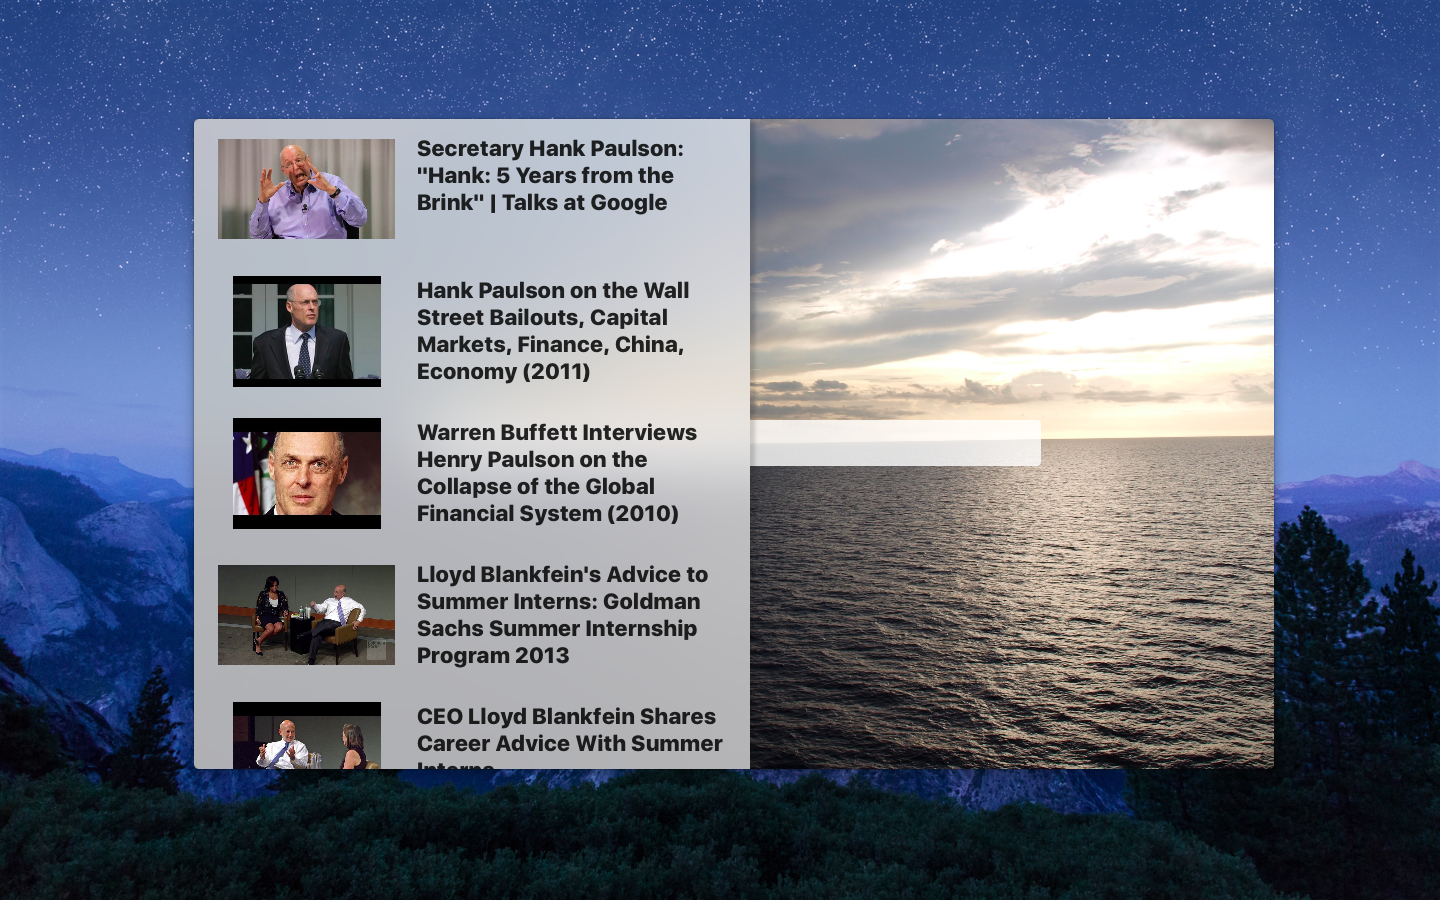 Secretary Hank Paulson:
"Hank: 5 Years from the
Brink" | Talks at Google
Hank Paulson on the Wall
Street Bailouts, Capital
Markets, Finance, China,
Economy (2011)
Warren Buffett Interviews
Henry Paulson on the
Collapse of the Global
Financial System (2010)
Lloyd Blankfein's Advice to
Summer Interns: Goldman
Sachs Summer Internship
Program 2013
CEO Lloyd Blankfein Shares
Career Advice With Summer
Interns